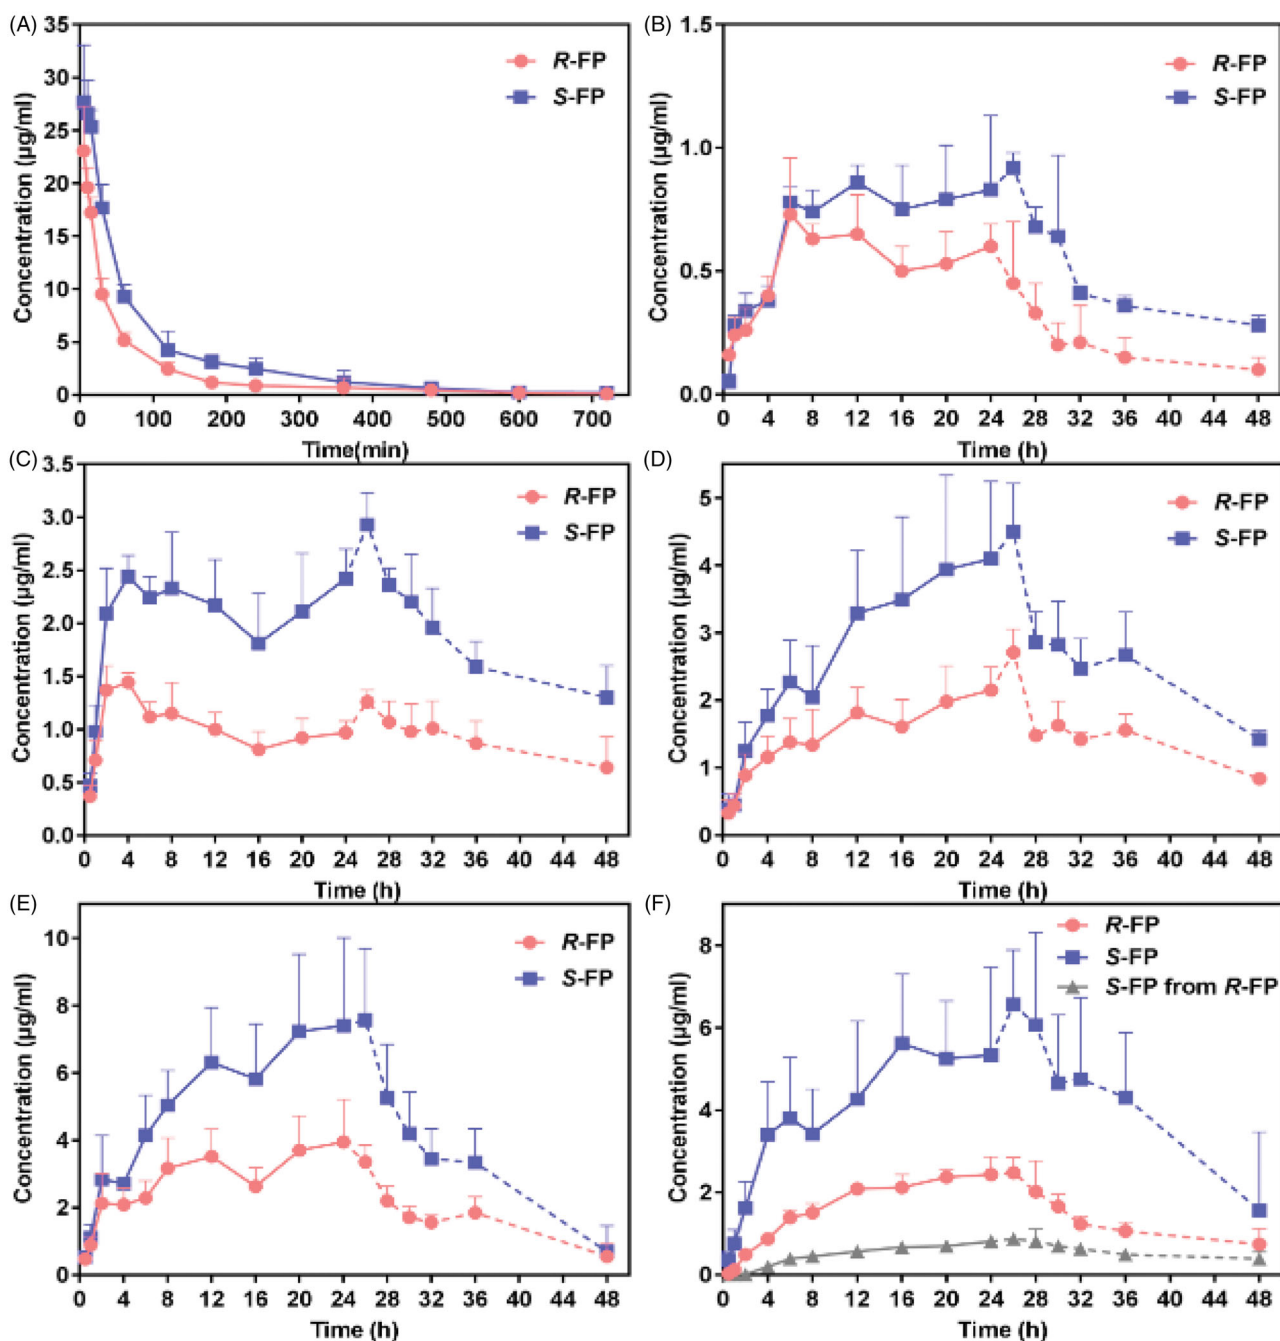 (A)
Concentration (µg/ml)
35
30
25
20
15
10
5
0
R-FP
S-FP
0 100 200 300 400 500 600 700
Time(min)
(B)
Concentration (µg/ml)
1.5
1.0
0.5
0.0
R-FP
S-FP
0 4 8 12 16 20 24 28 32 36 40 44 48
Time (h)
(C)
Concentration (µg/ml)
3.5
3.0
2.5
2.0
1.5
1.0
0.5
0.0
R-FP
S-FP
0 4 8 12 16 20 24 28 32 36 40 44 48
Time (h)
(D)
Concentration (µg/ml)
5
4
3
2
1
0
R-FP
S-FP
0 4 8 12 16 20 24 28 32 36 40 44 48
Time (h)
(E)
Concentration (µg/ml)
10
8
6
4
2
0
R-FP
S-FP
0 4 8 12 16 20 24 28 32 36 40 44 48
Time (h)
(F)
Concentration (µg/ml)
8
6
4
2
0
R-FP
S-FP
S-FP from R-FP
0 4 8 12 16 20 24 28 32 36 40 44 48
Time (h)